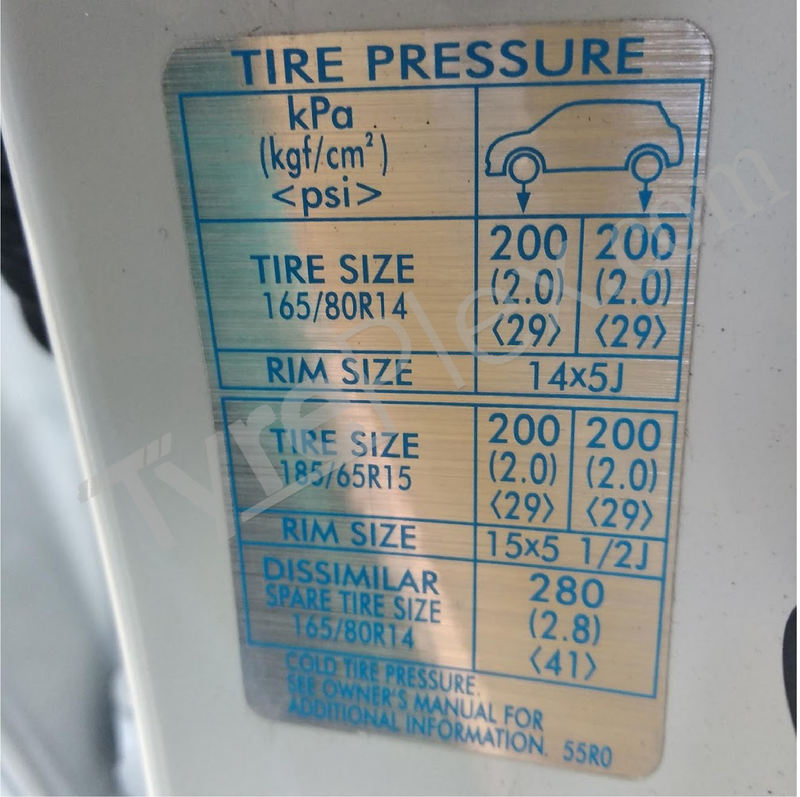 TIRE PRESSURE
kPa
(kgf/cm²)
<psi>
TIRE SIZE
165/80R14
200 200
(2.0) (2.0)
<29> <29>
RIM SIZE 14x5J
TIRE SIZE
185/65R15
200 200
(2.0) (2.0)
<29> <29>
RIM SIZE 15x5 1/2J
DISSIMILAR
SPARE TIRE SIZE
165/80R14
280
(2.8)
<41>
COLD TIRE PRESSURE.
SEE OWNER'S MANUAL FOR
ADDITIONAL INFORMATION. 55R0
TyrePlex.com